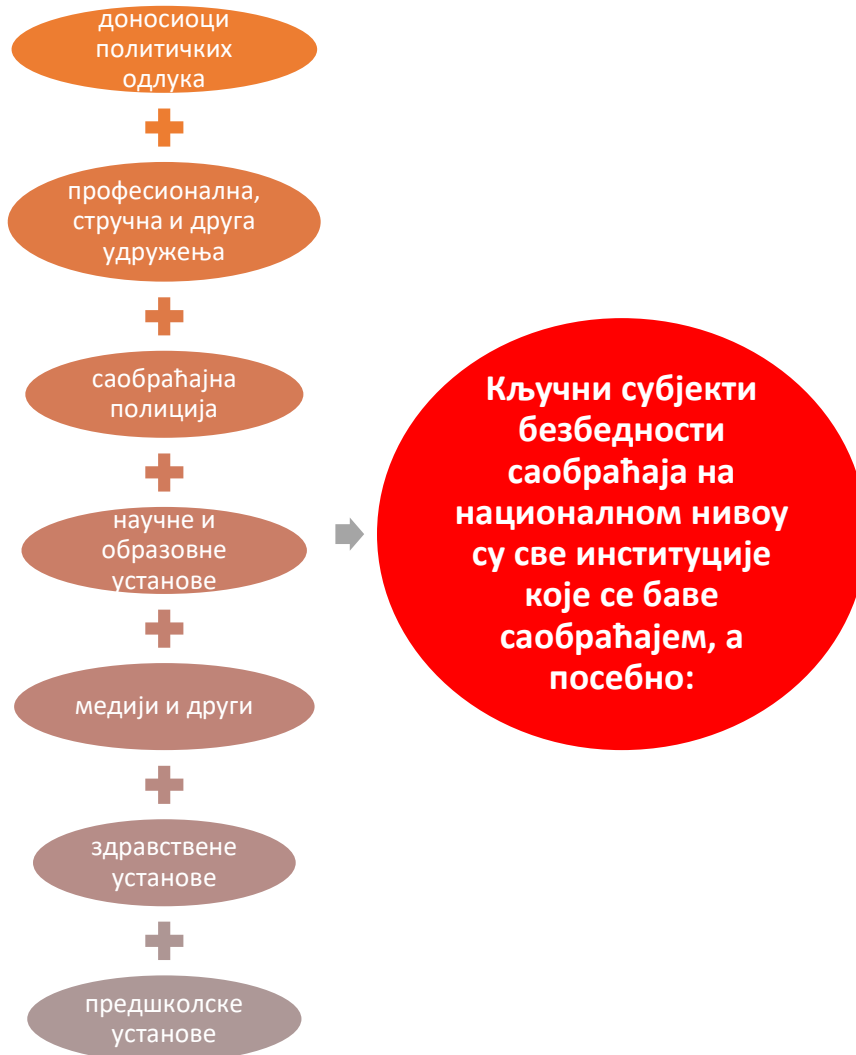 доносиоци
политичких
одлука
професионална,
стручна и друга
удружења
саобраћајна
полиција
научне и
образовне
установе
медији и други
здравствене
установе
предшколске
установе
Кључни субјекти
безбедности
саобраћаја на
националном нивоу
су све институције
које се баве
саобраћајем, а
посебно: